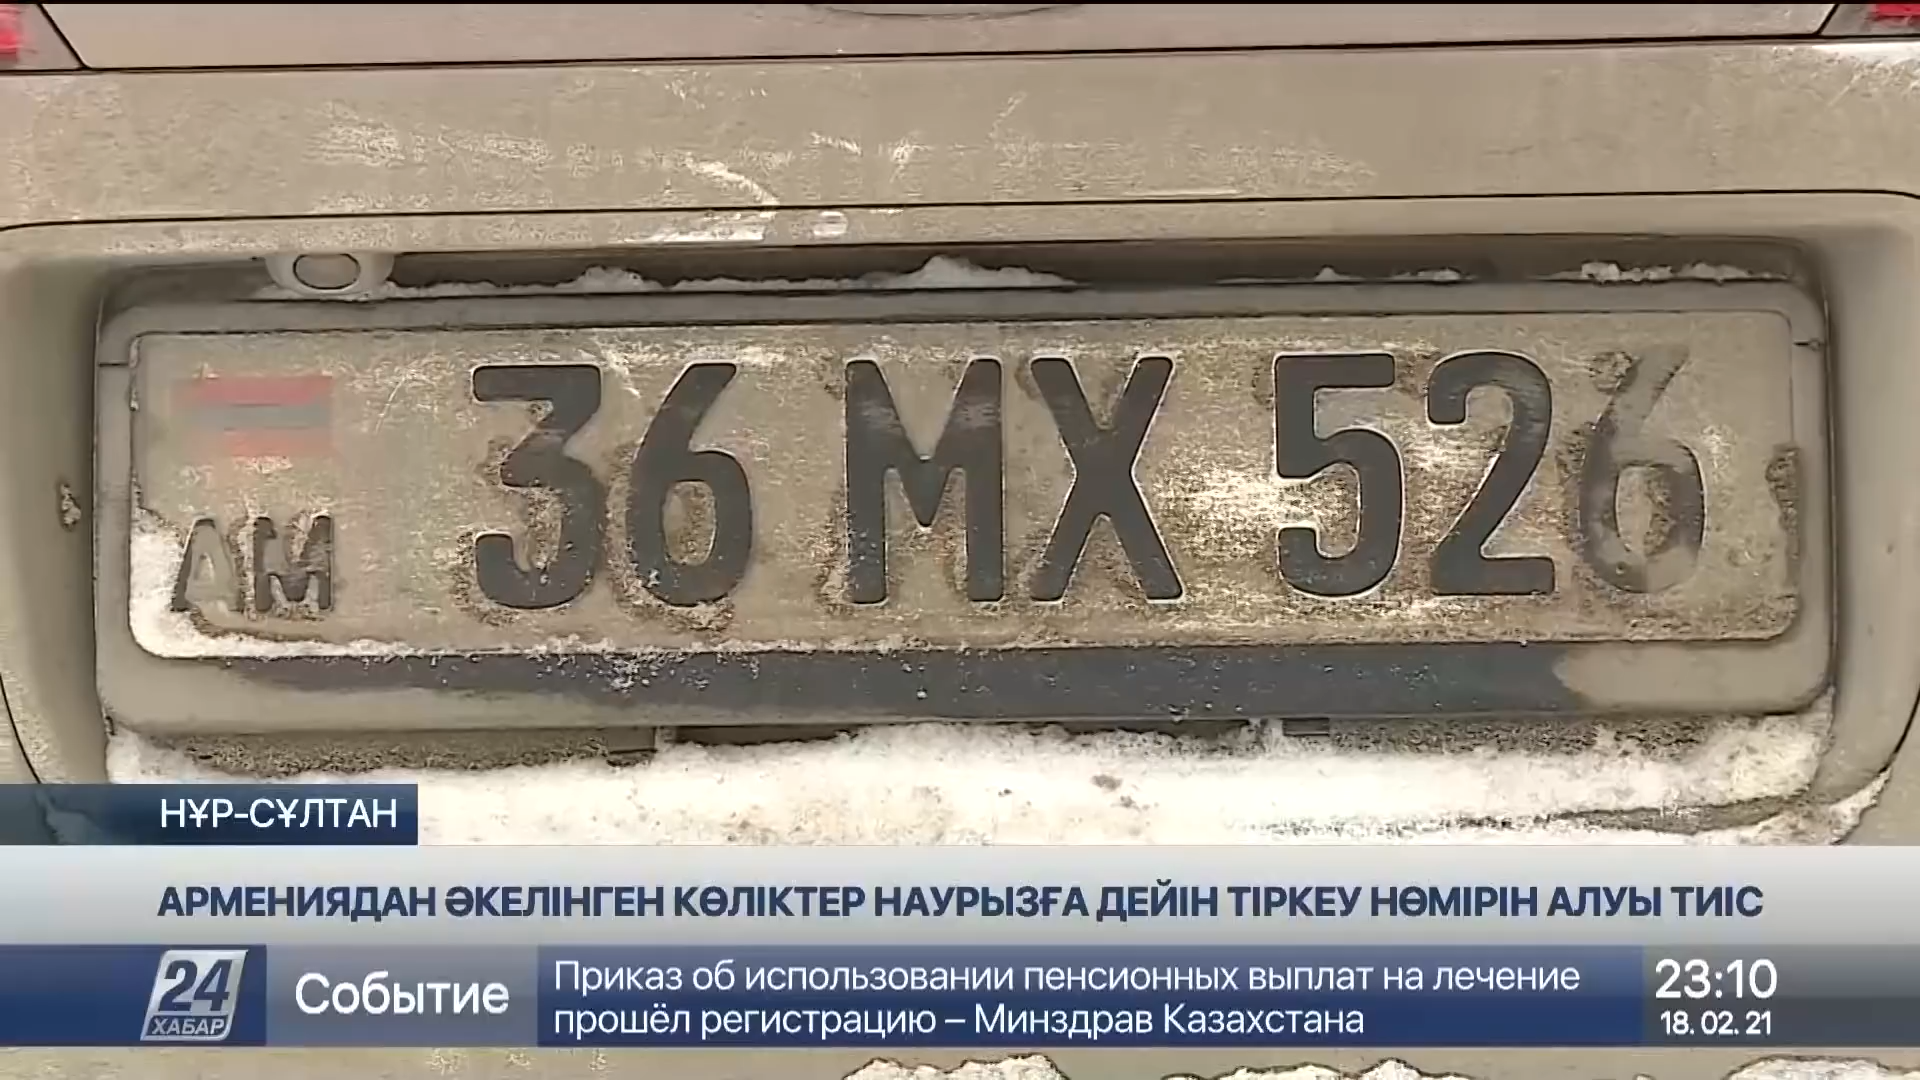 36 MX 526
AM
НҰР-СҰЛТАН
АРМЕНИЯДАН ӘКЕЛІНГЕН КӨЛІКТЕР НАУРЫЗҒА ДЕЙІН ТІРКЕУ НӨМІРІН АЛУЫ ТИІС
24
ХАБАР
Событие
Приказ об использовании пенсионных выплат на лечение
прошёл регистрацию – Минздрав Казахстана
23:10
18. 02. 21